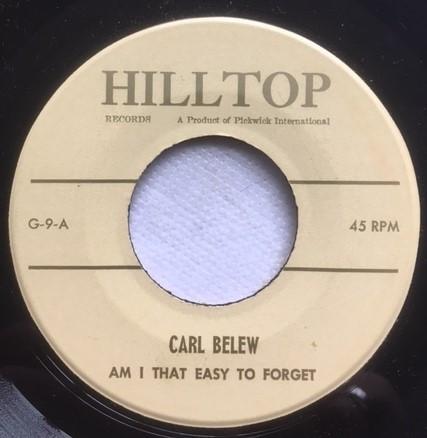 HILLTOP
RECORDS A Product of Pickwick International
G-9-A 45 RPM
CARL BELEW
AM I THAT EASY TO FORGET